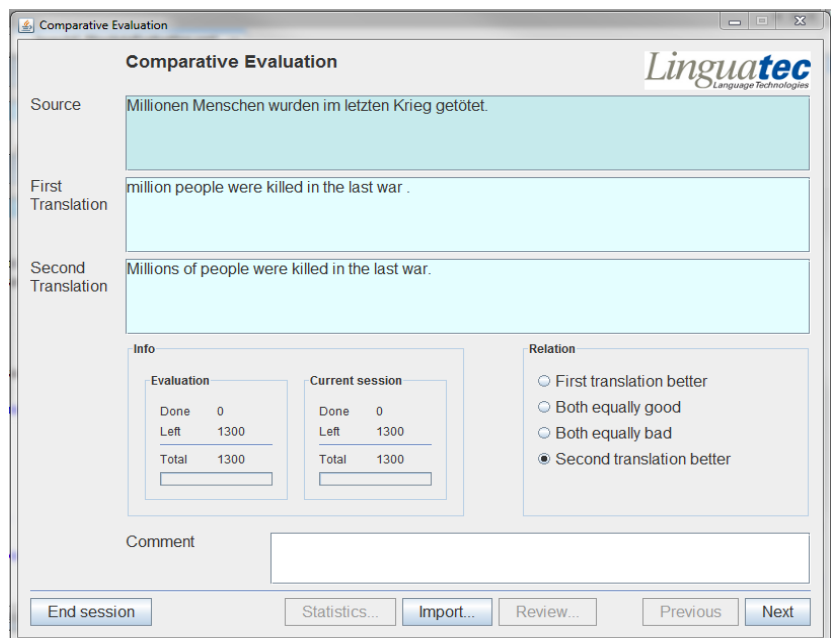 Comparative Evaluation
Comparative Evaluation
Linguatec
Language Technologies
Source
Millionen Menschen wurden im letzten Krieg getötet.
First
Translation
million people were killed in the last war .
Second
Translation
Millions of people were killed in the last war.
Info
Evaluation
Done 0
Left 1300
Total 1300
Current session
Done 0
Left 1300
Total 1300
Relation
First translation better
Both equally good
Both equally bad
Second translation better
Comment
End session
Statistics...
Import...
Review...
Previous
Next